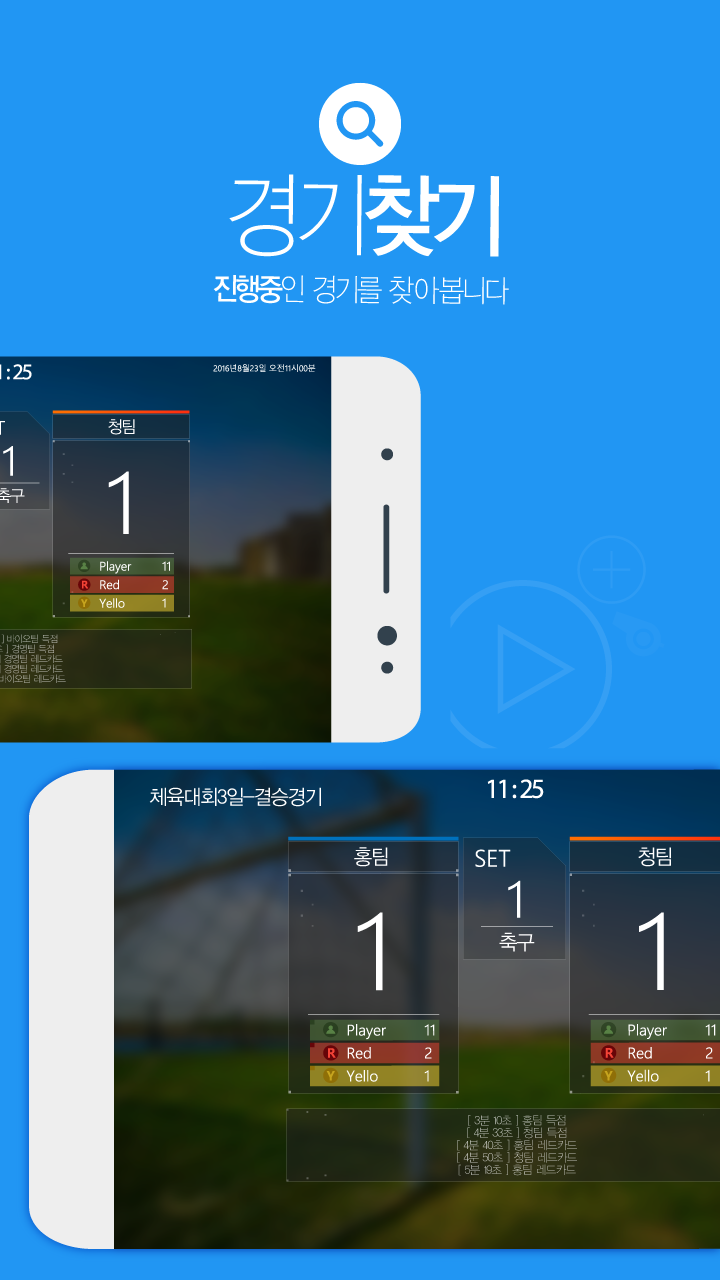 경기찾기
진행중인 경기를 찾아봅니다
:25
2016년8월23일 오전11시00분
청팀
1
1
축구
Player 11
R Red 2
Y Yello 1
] 바이오팀 득점
] 경영팀 득점
경영팀 레드카드
경영팀 레드카드
바이오팀 레드카드
체육대회3일-결승경기
11:25
홍팀
SET
청팀
1
1
1
축구
Player 11
Player 11
R Red 2
R Red 2
Y Yello 1
Y Yello 1
[ 3분 10초 ] 홍팀 득점
[ 4분 33초 ] 청팀 득점
[ 4분 40초 ] 홍팀 레드카드
[ 4분 50초 ] 청팀 레드카드
[ 5분 19초 ] 홍팀 레드카드